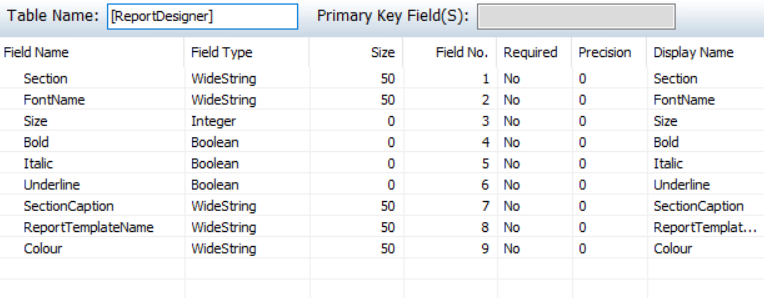 Table Name: [ReportDesigner] Primary Key Field(S):
Field Name Field Type Size Field No. Required Precision Display Name
Section WideString 50 1 No 0 Section
FontName WideString 50 2 No 0 FontName
Size Integer 0 3 No 0 Size
Bold Boolean 0 4 No 0 Bold
Italic Boolean 0 5 No 0 Italic
Underline Boolean 0 6 No 0 Underline
SectionCaption WideString 50 7 No 0 SectionCaption
ReportTemplateName WideString 50 8 No 0 ReportTemplat...
Colour WideString 50 9 No 0 Colour